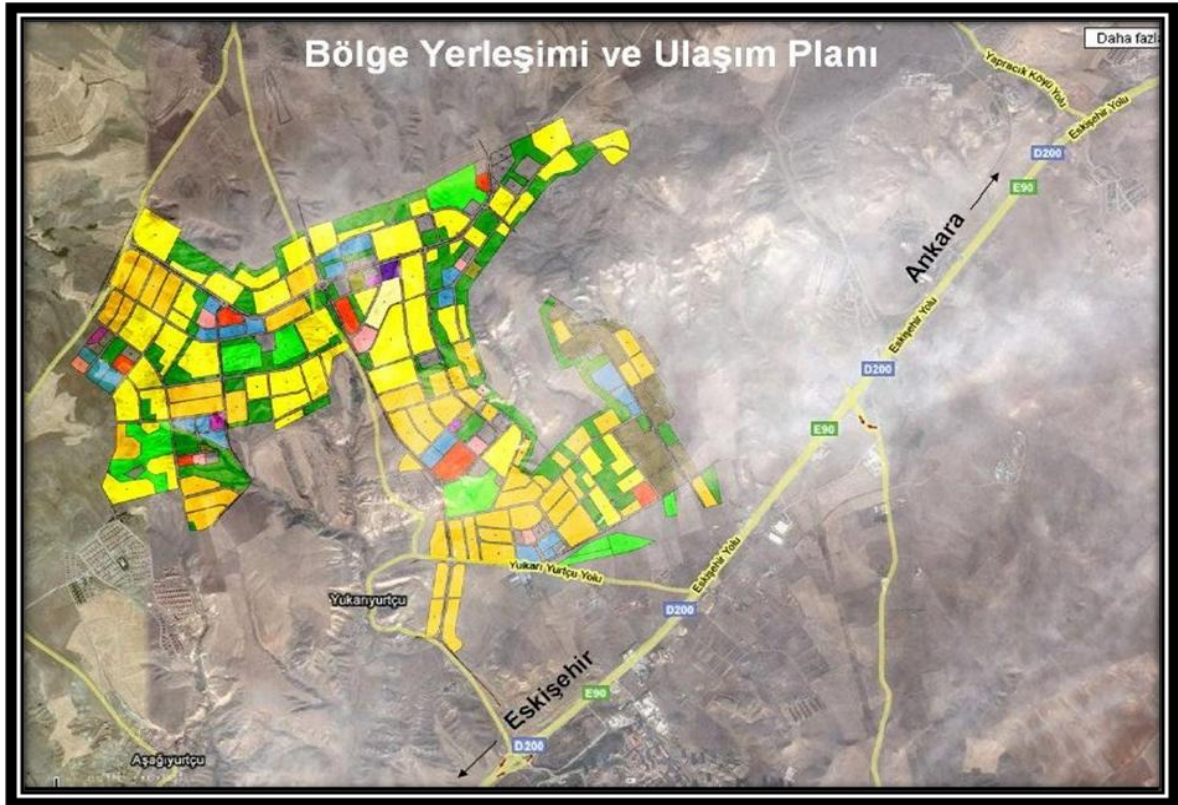 Bölge Yerleşimi ve Ulaşım Planı
Daha fazla
Yapracık Köyü Yolu
Eskişehir Yolu
D200
E90
Ankara
Eskişehir Yolu
D200
E90
Eskişehir Yolu
Yukarı Yurtçu Yolu
Yukarıyurtçu
D200
Eskişehir
E90
D200
Aşağıyurtçu